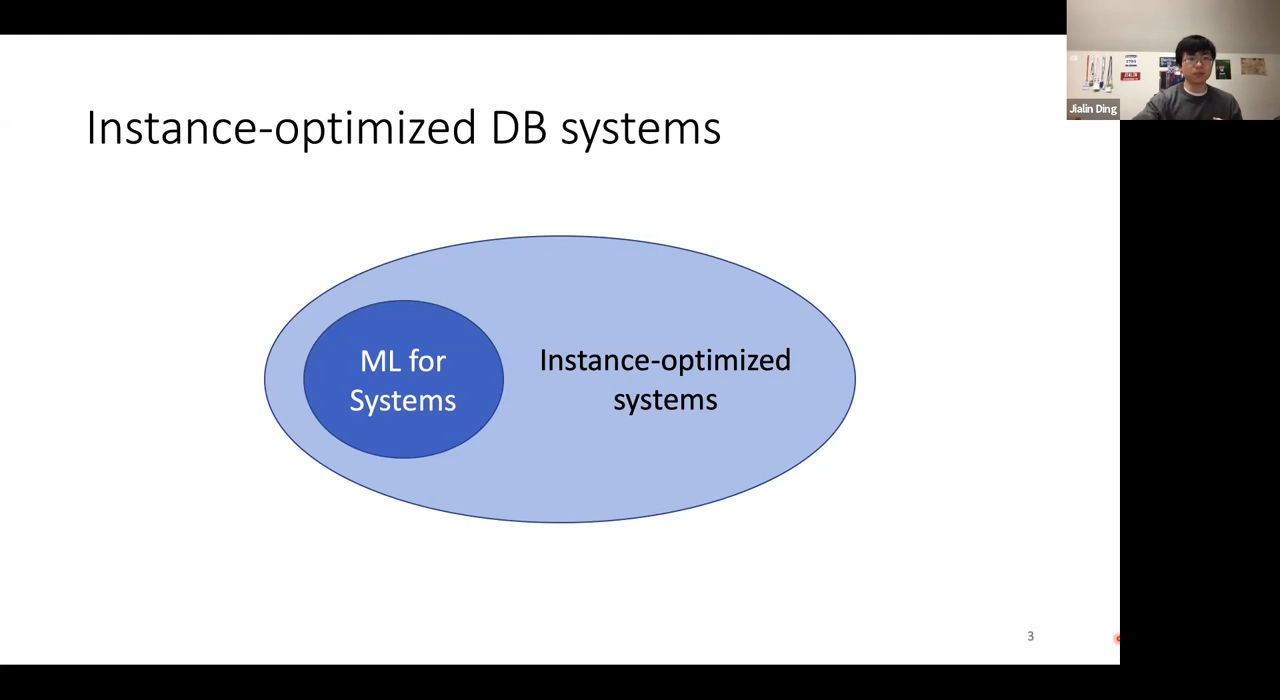 Instance-optimized DB systems
ML for
Systems
Instance-optimized
systems
3
Jialin Ding